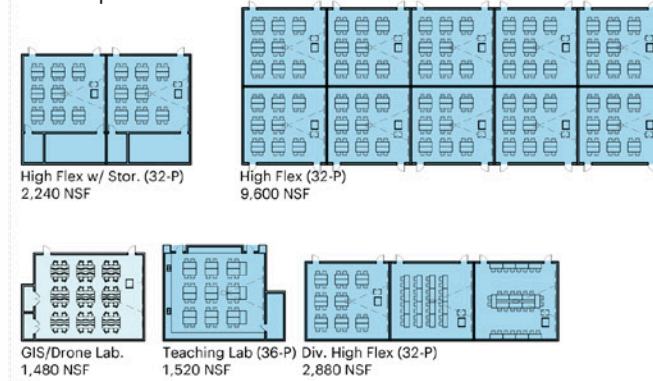 High Flex w/ Stor. (32-P)
2,240 NSF
High Flex (32-P)
9,600 NSF
GIS/Drone Lab.
1,480 NSF
Teaching Lab (36-P)
1,520 NSF
Div. High Flex (32-P)
2,880 NSF